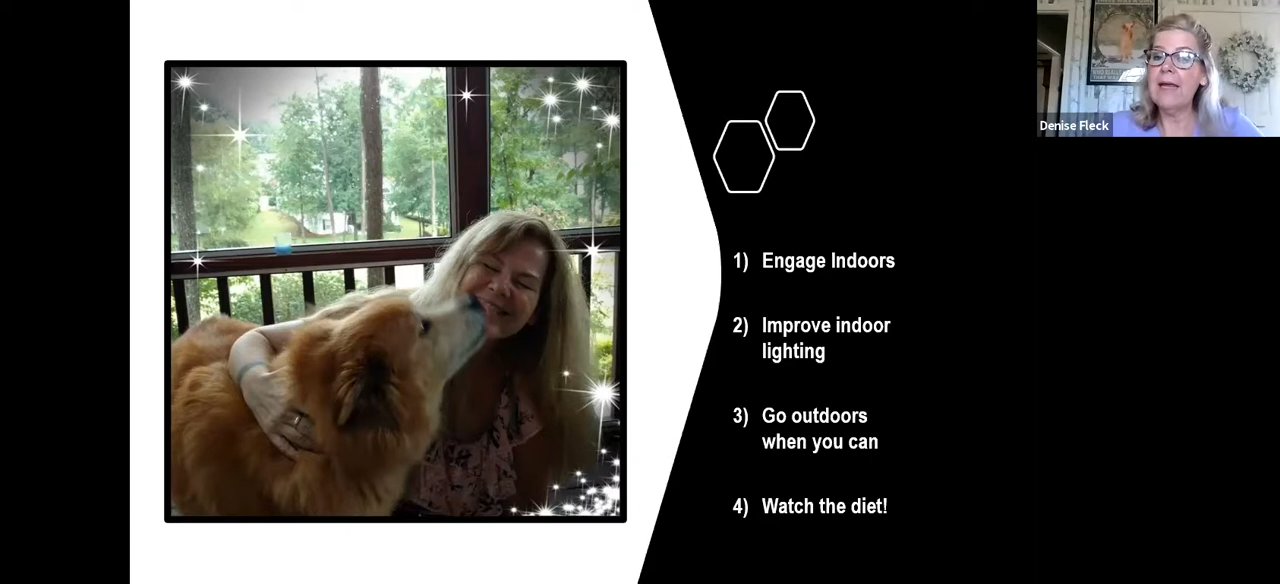 Denise Fleck
1) Engage Indoors
2) Improve indoor
lighting
3) Go outdoors
when you can
4) Watch the diet!